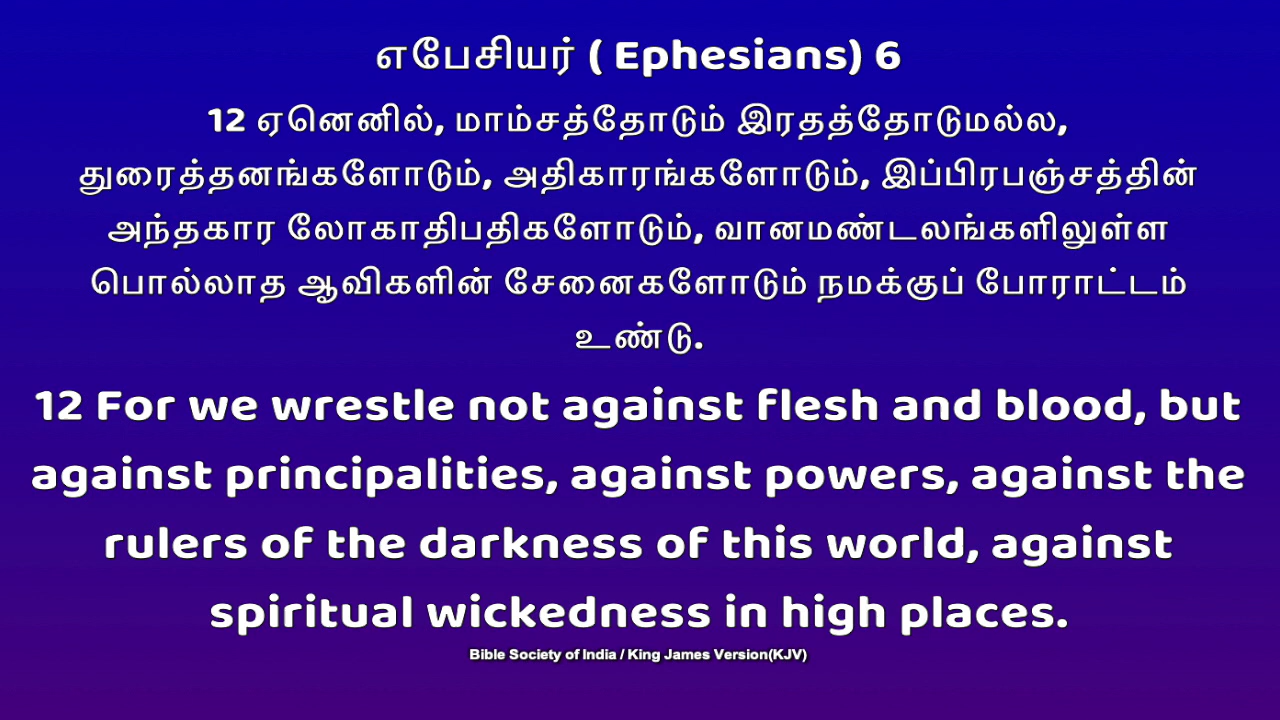 எபேசியர் ( Ephesians) 6
12 ஏனெனில், மாம்சத்தோடும் இரதத்தோடுமல்ல,
துரைத்தனங்களோடும், அதிகாரங்களோடும், இப்பிரபஞ்சத்தின்
அந்தகார லோகாதிபதிகளோடும், வானமண்டலங்களிலுள்ள
பொல்லாத ஆவிகளின் சேனைகளோடும் நமக்குப் போராட்டம்
உண்டு.
12 For we wrestle not against flesh and blood, but
against principalities, against powers, against the
rulers of the darkness of this world, against
spiritual wickedness in high places.
Bible Society of India / King James Version(KJV)